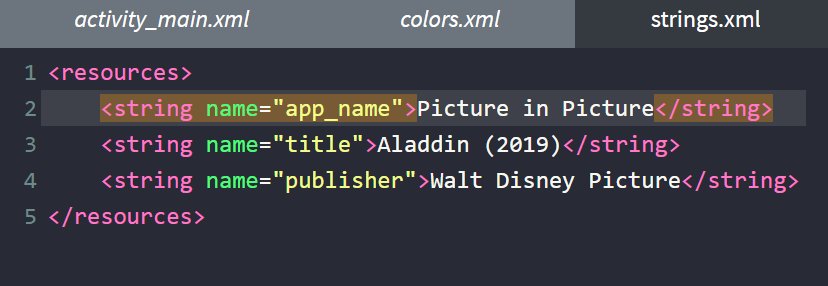 activity_main.xml colors.xml strings.xml
1 <resources>
2 <string name="app_name">Picture in Picture</string>
3 <string name="title">Aladdin (2019)</string>
4 <string name="publisher">Walt Disney Picture</string>
5 </resources>